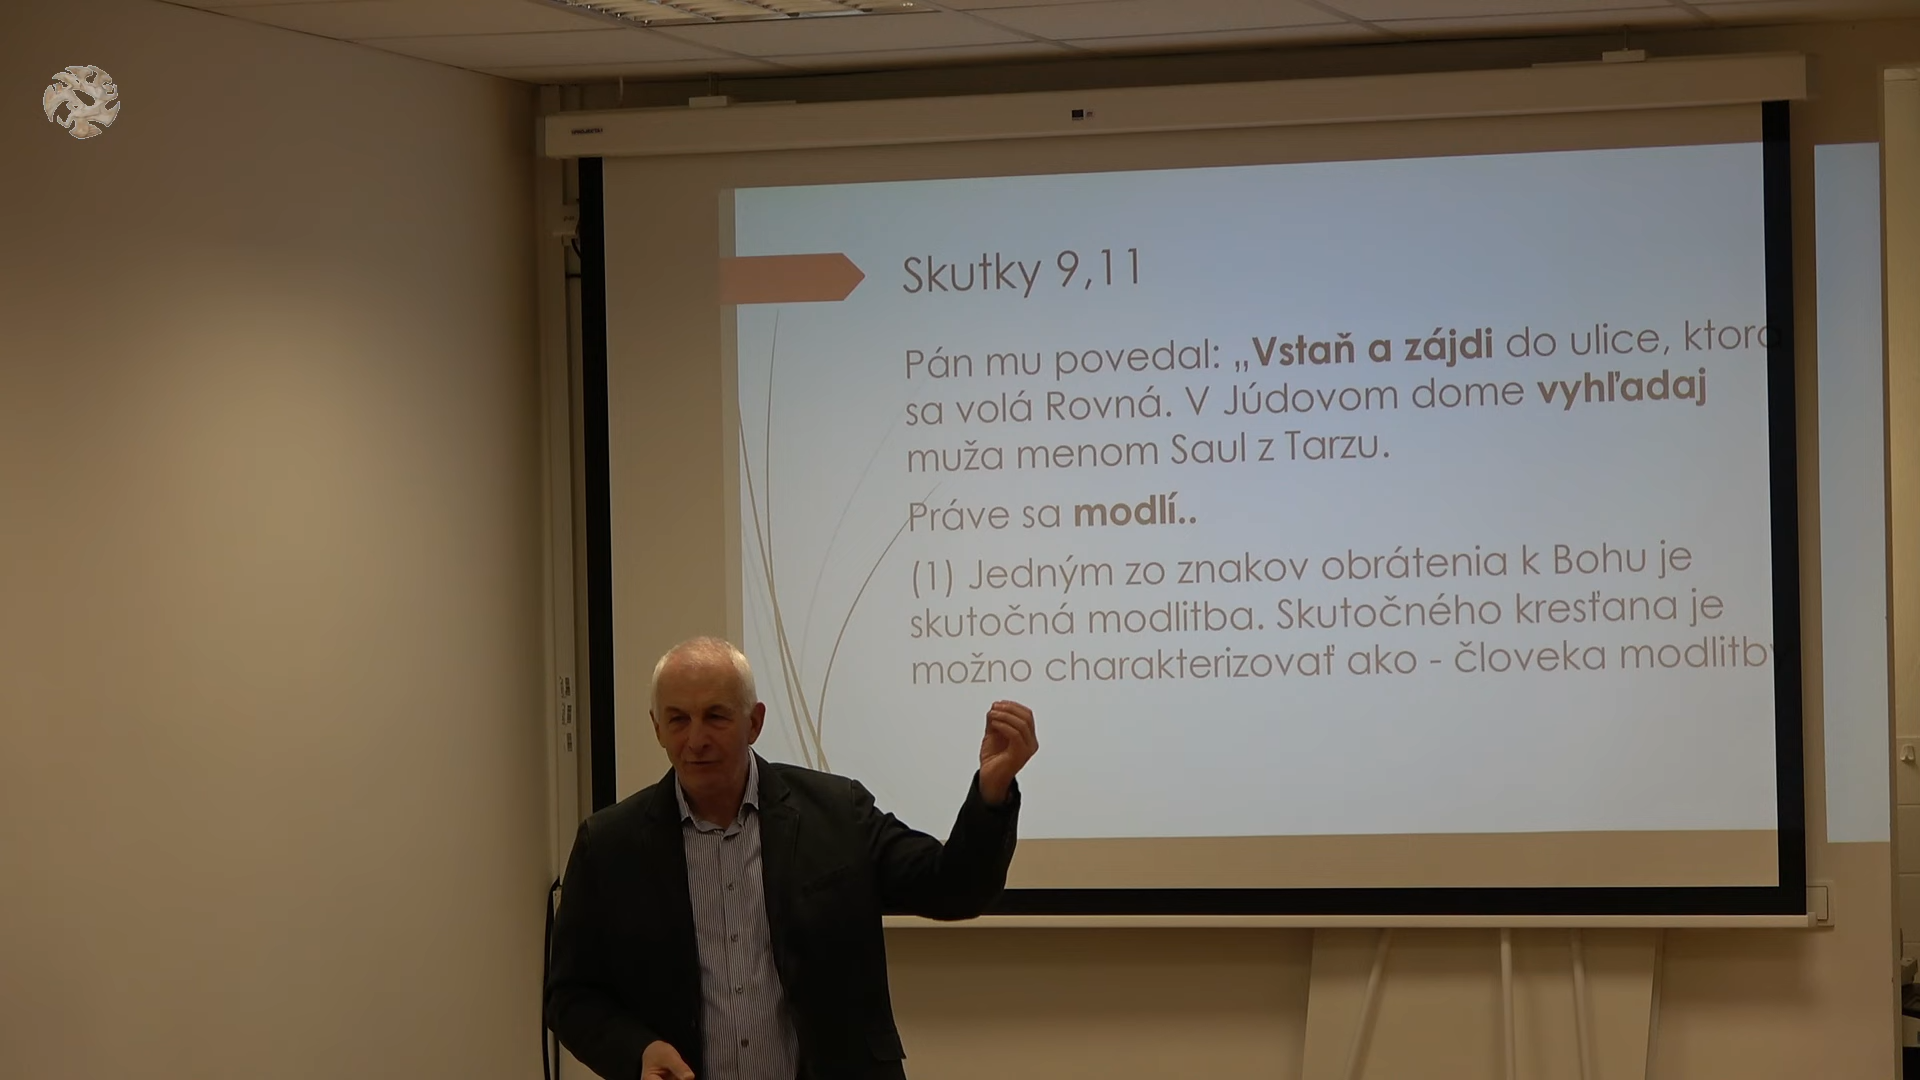 Skutky 9,11
Pán mu povedal: „Vstaň a zájdi do ulice, ktorá
sa volá Rovná. V Júdovom dome vyhľadaj
muža menom Saul z Tarzu.
Práve sa modlí..
(1) Jedným zo znakov obrátenia k Bohu je
skutočná modlitba. Skutočného kresťana je
možno charakterizovať ako - človeka modlitby